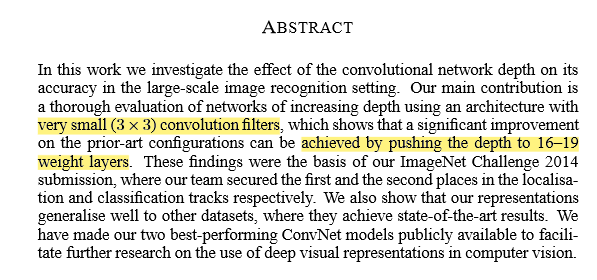 ABSTRACT
In this work we investigate the effect of the convolutional network depth on its
accuracy in the large-scale image recognition setting. Our main contribution is
a thorough evaluation of networks of increasing depth using an architecture with
very small (3 × 3) convolution filters, which shows that a significant improvement
on the prior-art configurations can be achieved by pushing the depth to 16–19
weight layers. These findings were the basis of our ImageNet Challenge 2014
submission, where our team secured the first and the second places in the localisa-
tion and classification tracks respectively. We also show that our representations
generalise well to other datasets, where they achieve state-of-the-art results. We
have made our two best-performing ConvNet models publicly available to facili-
tate further research on the use of deep visual representations in computer vision.